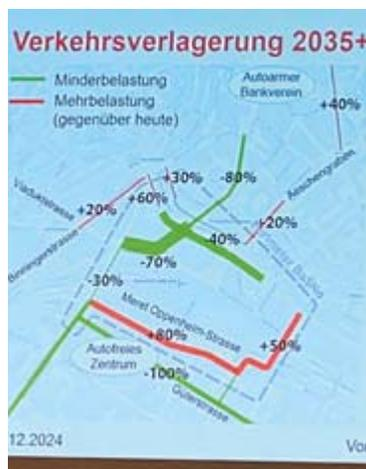 Verkehrsverlagerung 2035+
Minderbelastung
Mehrbelastung
(gegenüber heute)
Autoarmer
Bankverein
+40%
+30%
-80%
Aeschengraben
Viaduktstrasse
+20%
+60%
+20%
Binningerstrasse
-40%
-70%
-30%
Meret Oppenheim-Strasse
+80%
+50%
Autofreies
Zentrum
-100%
Güterstrasse
12.2024
Vo